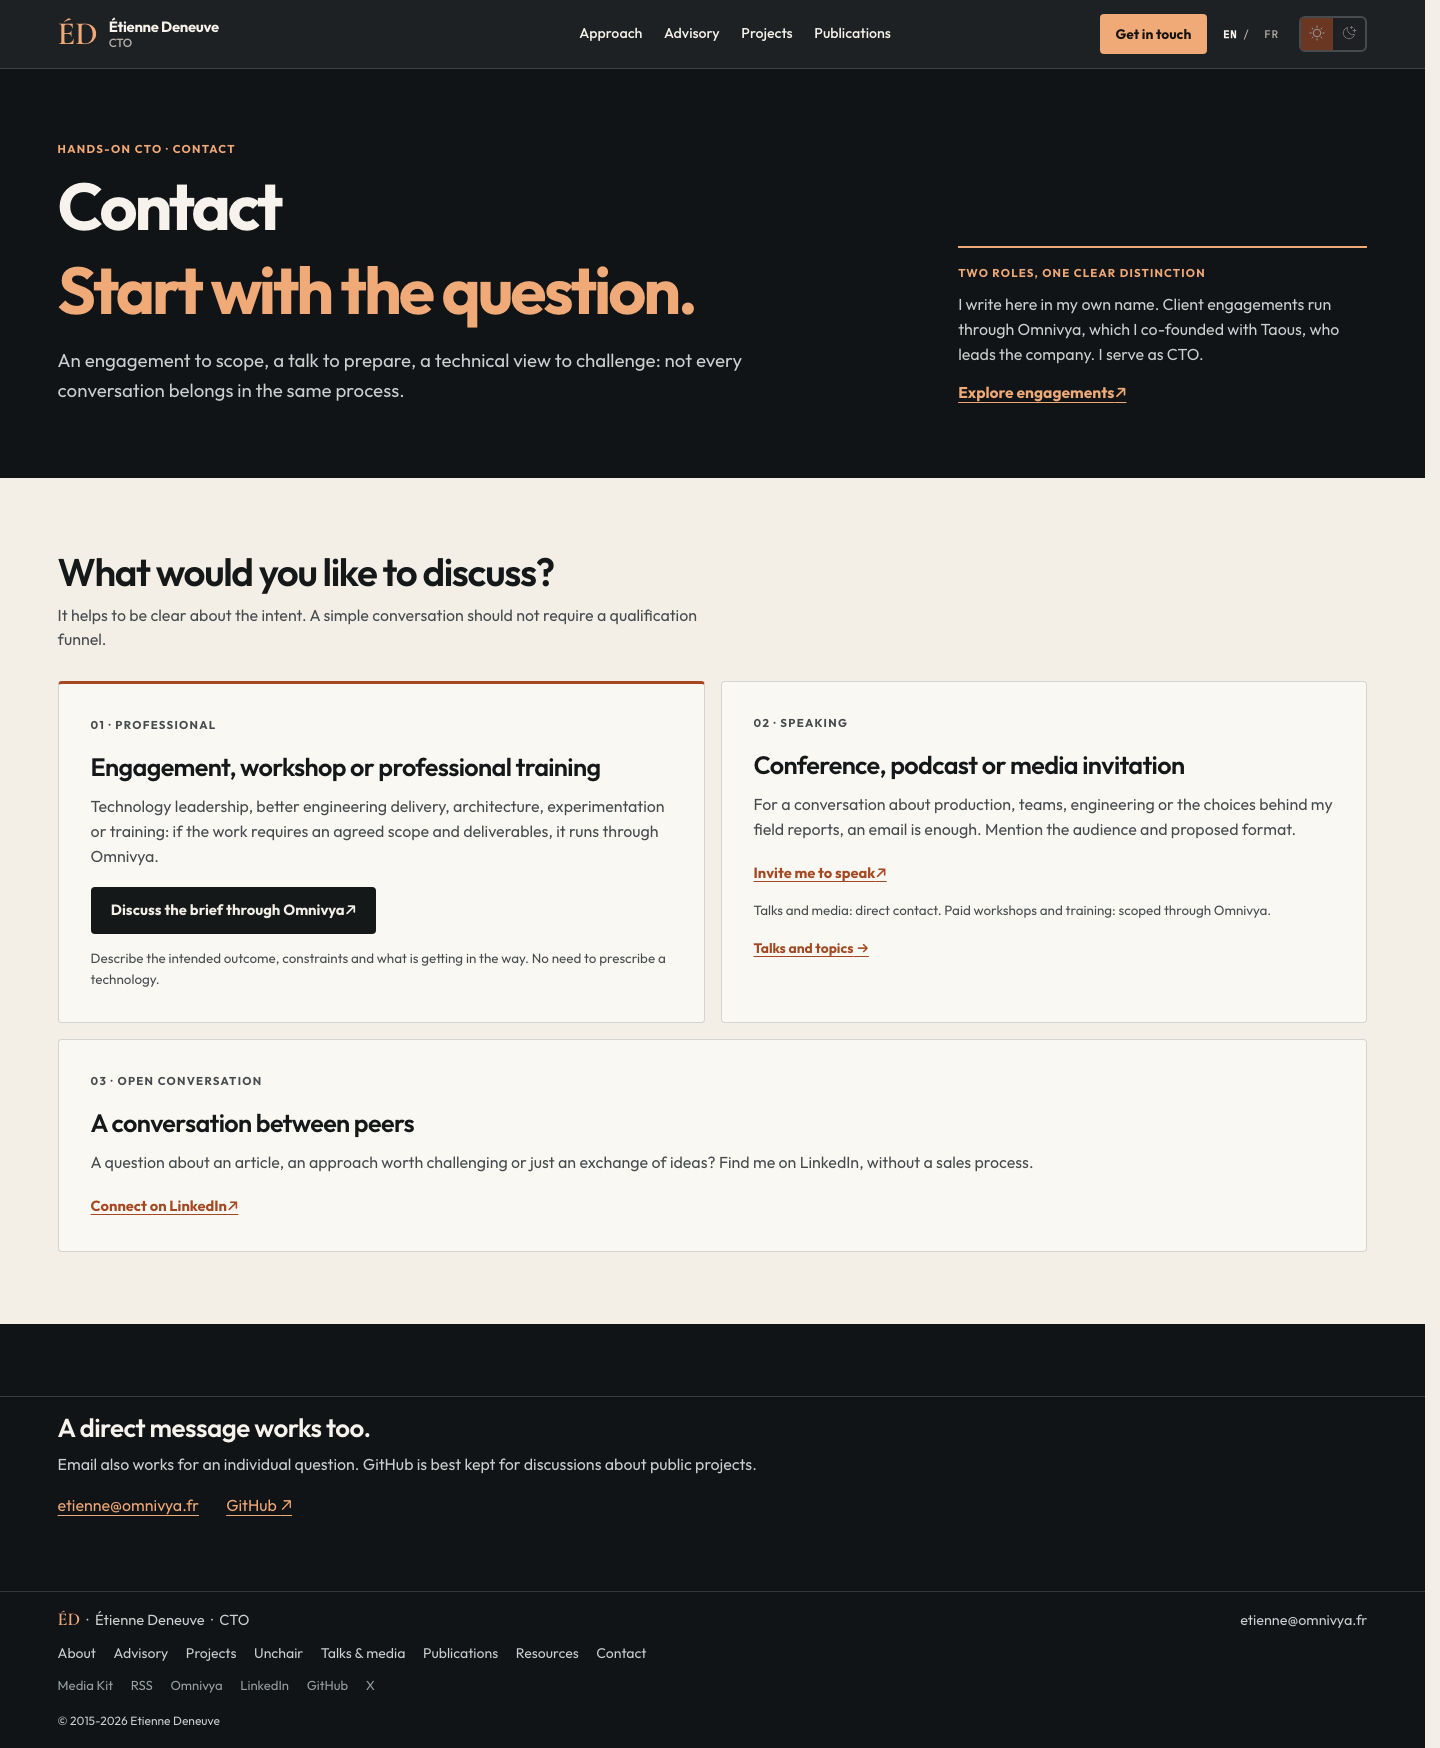 ÉD
Étienne Deneuve
CTO
Approach
Advisory
Projects
Publications
Get in touch
EN / FR
HANDS-ON CTO · CONTACT
Contact
Start with the question.
An engagement to scope, a talk to prepare, a technical view to challenge: not every
conversation belongs in the same process.
TWO ROLES, ONE CLEAR DISTINCTION
I write here in my own name. Client engagements run
through Omnivya, which I co-founded with Taous, who
leads the company. I serve as CTO.
Explore engagements↗
What would you like to discuss?
It helps to be clear about the intent. A simple conversation should not require a qualification
funnel.
01 · PROFESSIONAL
Engagement, workshop or professional training
Technology leadership, better engineering delivery, architecture, experimentation
or training: if the work requires an agreed scope and deliverables, it runs through
Omnivya.
Discuss the brief through Omnivya↗
Describe the intended outcome, constraints and what is getting in the way. No need to prescribe a
technology.
02 · SPEAKING
Conference, podcast or media invitation
For a conversation about production, teams, engineering or the choices behind my
field reports, an email is enough. Mention the audience and proposed format.
Invite me to speak↗
Talks and media: direct contact. Paid workshops and training: scoped through Omnivya.
Talks and topics →
03 · OPEN CONVERSATION
A conversation between peers
A question about an article, an approach worth challenging or just an exchange of ideas? Find me on LinkedIn, without a sales process.
Connect on LinkedIn↗
A direct message works too.
Email also works for an individual question. GitHub is best kept for discussions about public projects.
etienne@omnivya.fr
GitHub ↗
ÉD · Étienne Deneuve · CTO
etienne@omnivya.fr
About Advisory Projects Unchair Talks & media Publications Resources Contact
Media Kit RSS Omnivya LinkedIn GitHub X
© 2015-2026 Etienne Deneuve